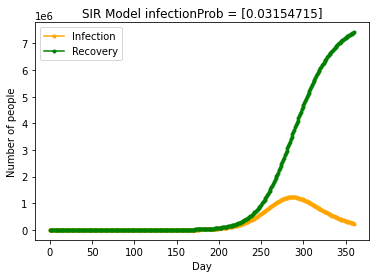 SIR Model infectionProb = [0.03154715]
1e6
Infection
Recovery
7
6
5
4
3
2
1
0
Number of people
0 50 100 150 200 250 300 350
Day